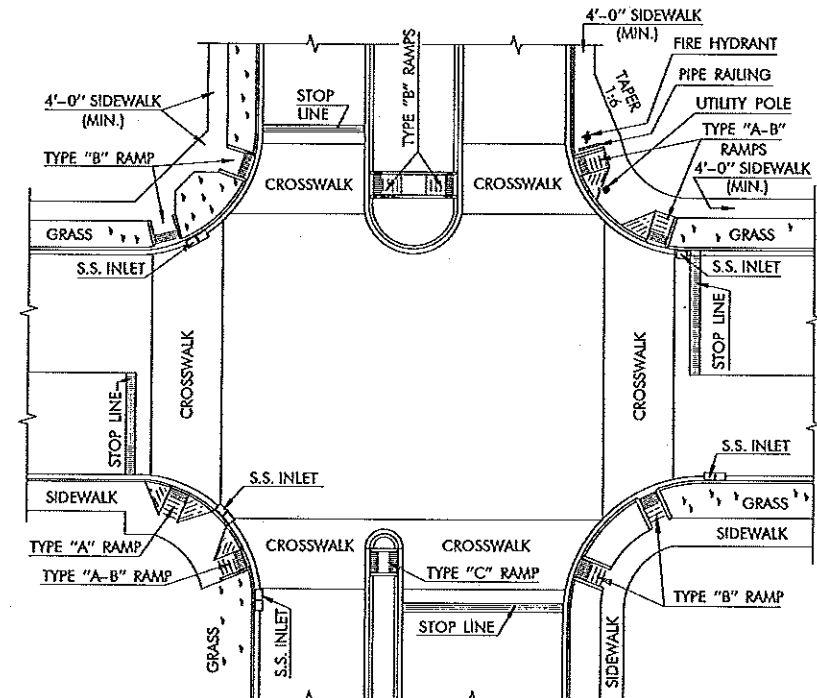 4'-0" SIDEWALK
(MIN.)
FIRE HYDRANT
PIPE RAILING
TAPER
1:6
UTILITY POLE
TYPE "A-B"
RAMPS
4'-0" SIDEWALK
(MIN.)
4'-0" SIDEWALK
(MIN.)
STOP
LINE
TYPE "B" RAMPS
TYPE "B" RAMP
CROSSWALK
CROSSWALK
GRASS
GRASS
S.S. INLET
S.S. INLET
STOP LINE
CROSSWALK
CROSSWALK
STOP LINE
S.S. INLET
S.S. INLET
SIDEWALK
GRASS
SIDEWALK
TYPE "A" RAMP
CROSSWALK
CROSSWALK
TYPE "A-B" RAMP
TYPE "C" RAMP
TYPE "B" RAMP
STOP LINE
GRASS
S.S. INLET
SIDEWALK